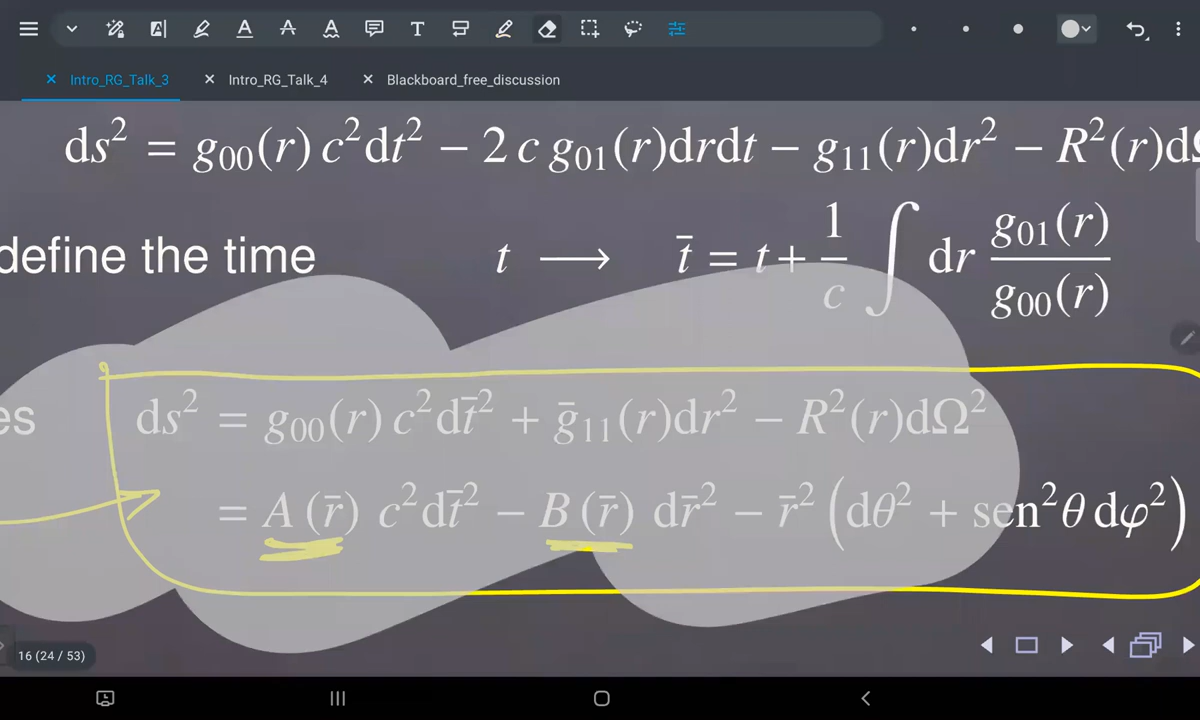 Intro_RG_Talk_3 Intro_RG_Talk_4 Blackboard_free_discussion
ds² = g₀₀(r) c²dt² − 2 c g₀₁(r)drdt − g₁₁(r)dr² − R²(r)d
define the time t ⟶ t̄ = t + 1/c ∫ dr g₀₁(r)/g₀₀(r)
es ds² = g₀₀(r) c²dt̄² + ḡ₁₁(r)dr² − R²(r)dΩ²
= A (r̄) c²dt̄² − B (r̄) dr̄² − r̄² (dθ² + sen²θ dφ²)
16 (24 / 53)